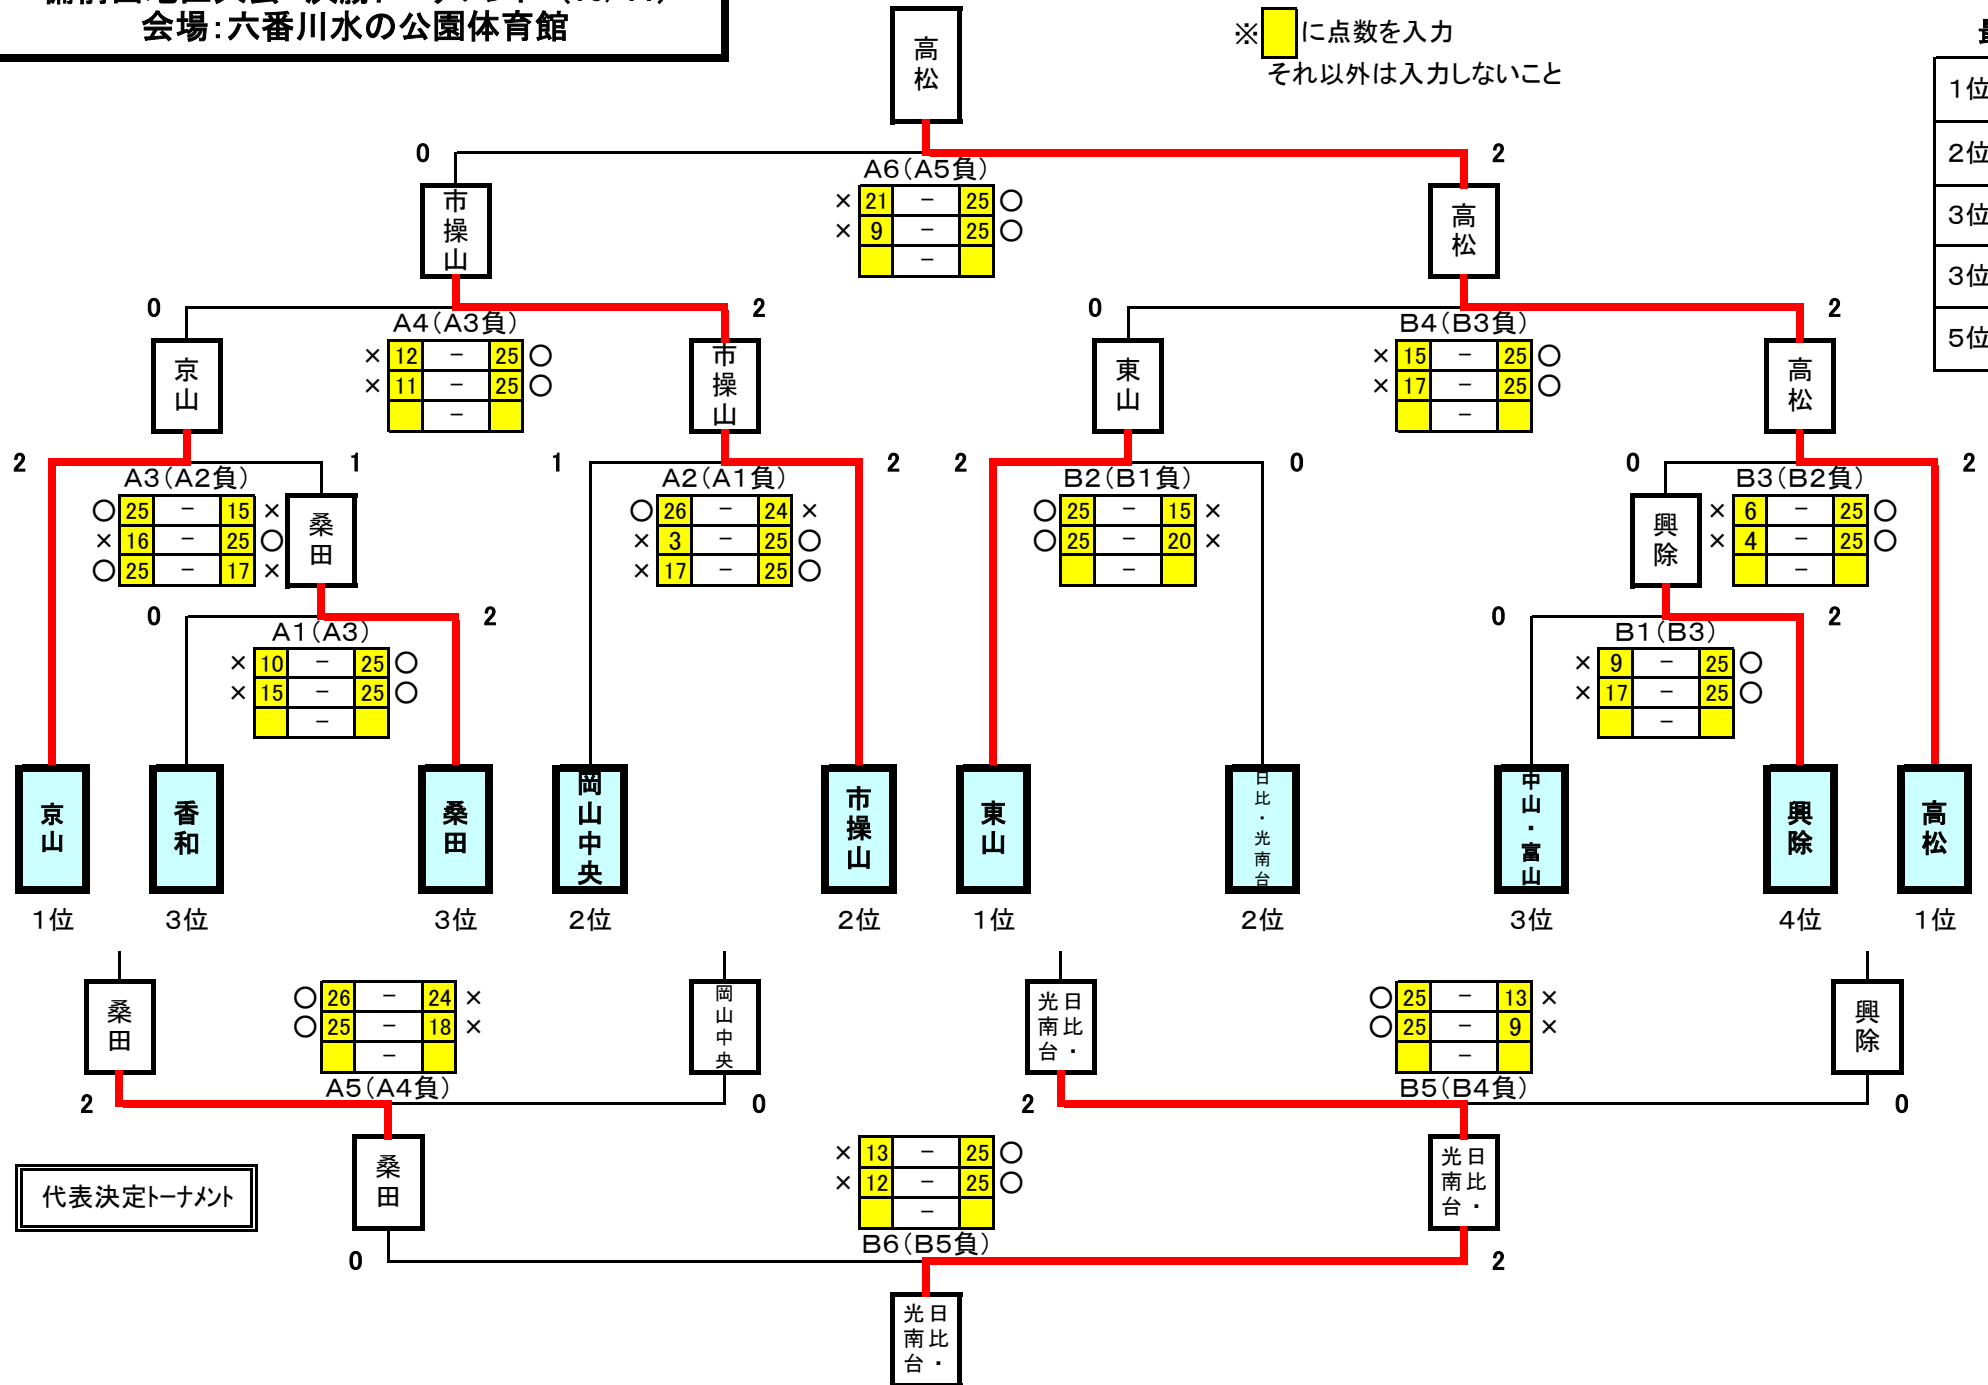 会場：六番川水の公園体育館
※　に点数を入力
それ以外は入力しないこと
1位
2位
3位
3位
5位
高松
0
2
A6(A5負)
× 21 － 25 ○
× 9 － 25 ○
－
市操山
高松
0
2
A4(A3負)
× 12 － 25 ○
× 11 － 25 ○
－
0
2
B4(B3負)
× 15 － 25 ○
× 17 － 25 ○
－
京山
市操山
東山
高松
2
1
A3(A2負)
○ 25 － 15 ×
× 16 － 25 ○
○ 25 － 17 ×
1
2
A2(A1負)
○ 26 － 24 ×
× 3 － 25 ○
× 17 － 25 ○
2
0
B2(B1負)
○ 25 － 15 ×
○ 25 － 20 ×
－
0
2
B3(B2負)
× 6 － 25 ○
× 4 － 25 ○
－
桑田
興除
0
2
A1(A3)
× 10 － 25 ○
× 15 － 25 ○
－
0
2
B1(B3)
× 9 － 25 ○
× 17 － 25 ○
－
京山
香和
桑田
岡山中央
市操山
東山
日比・光南台
中山・富山
興除
高松
1位
3位
3位
2位
2位
1位
2位
3位
4位
1位
桑田
○ 26 － 24 ×
○ 25 － 18 ×
－
岡山中央
2
A5(A4負)
0
日比・光南台
○ 25 － 13 ×
○ 25 － 9 ×
－
興除
2
B5(B4負)
0
代表決定トーナメント
桑田
× 13 － 25 ○
× 12 － 25 ○
－
日比・光南台
0
B6(B5負)
2
日比・光南台